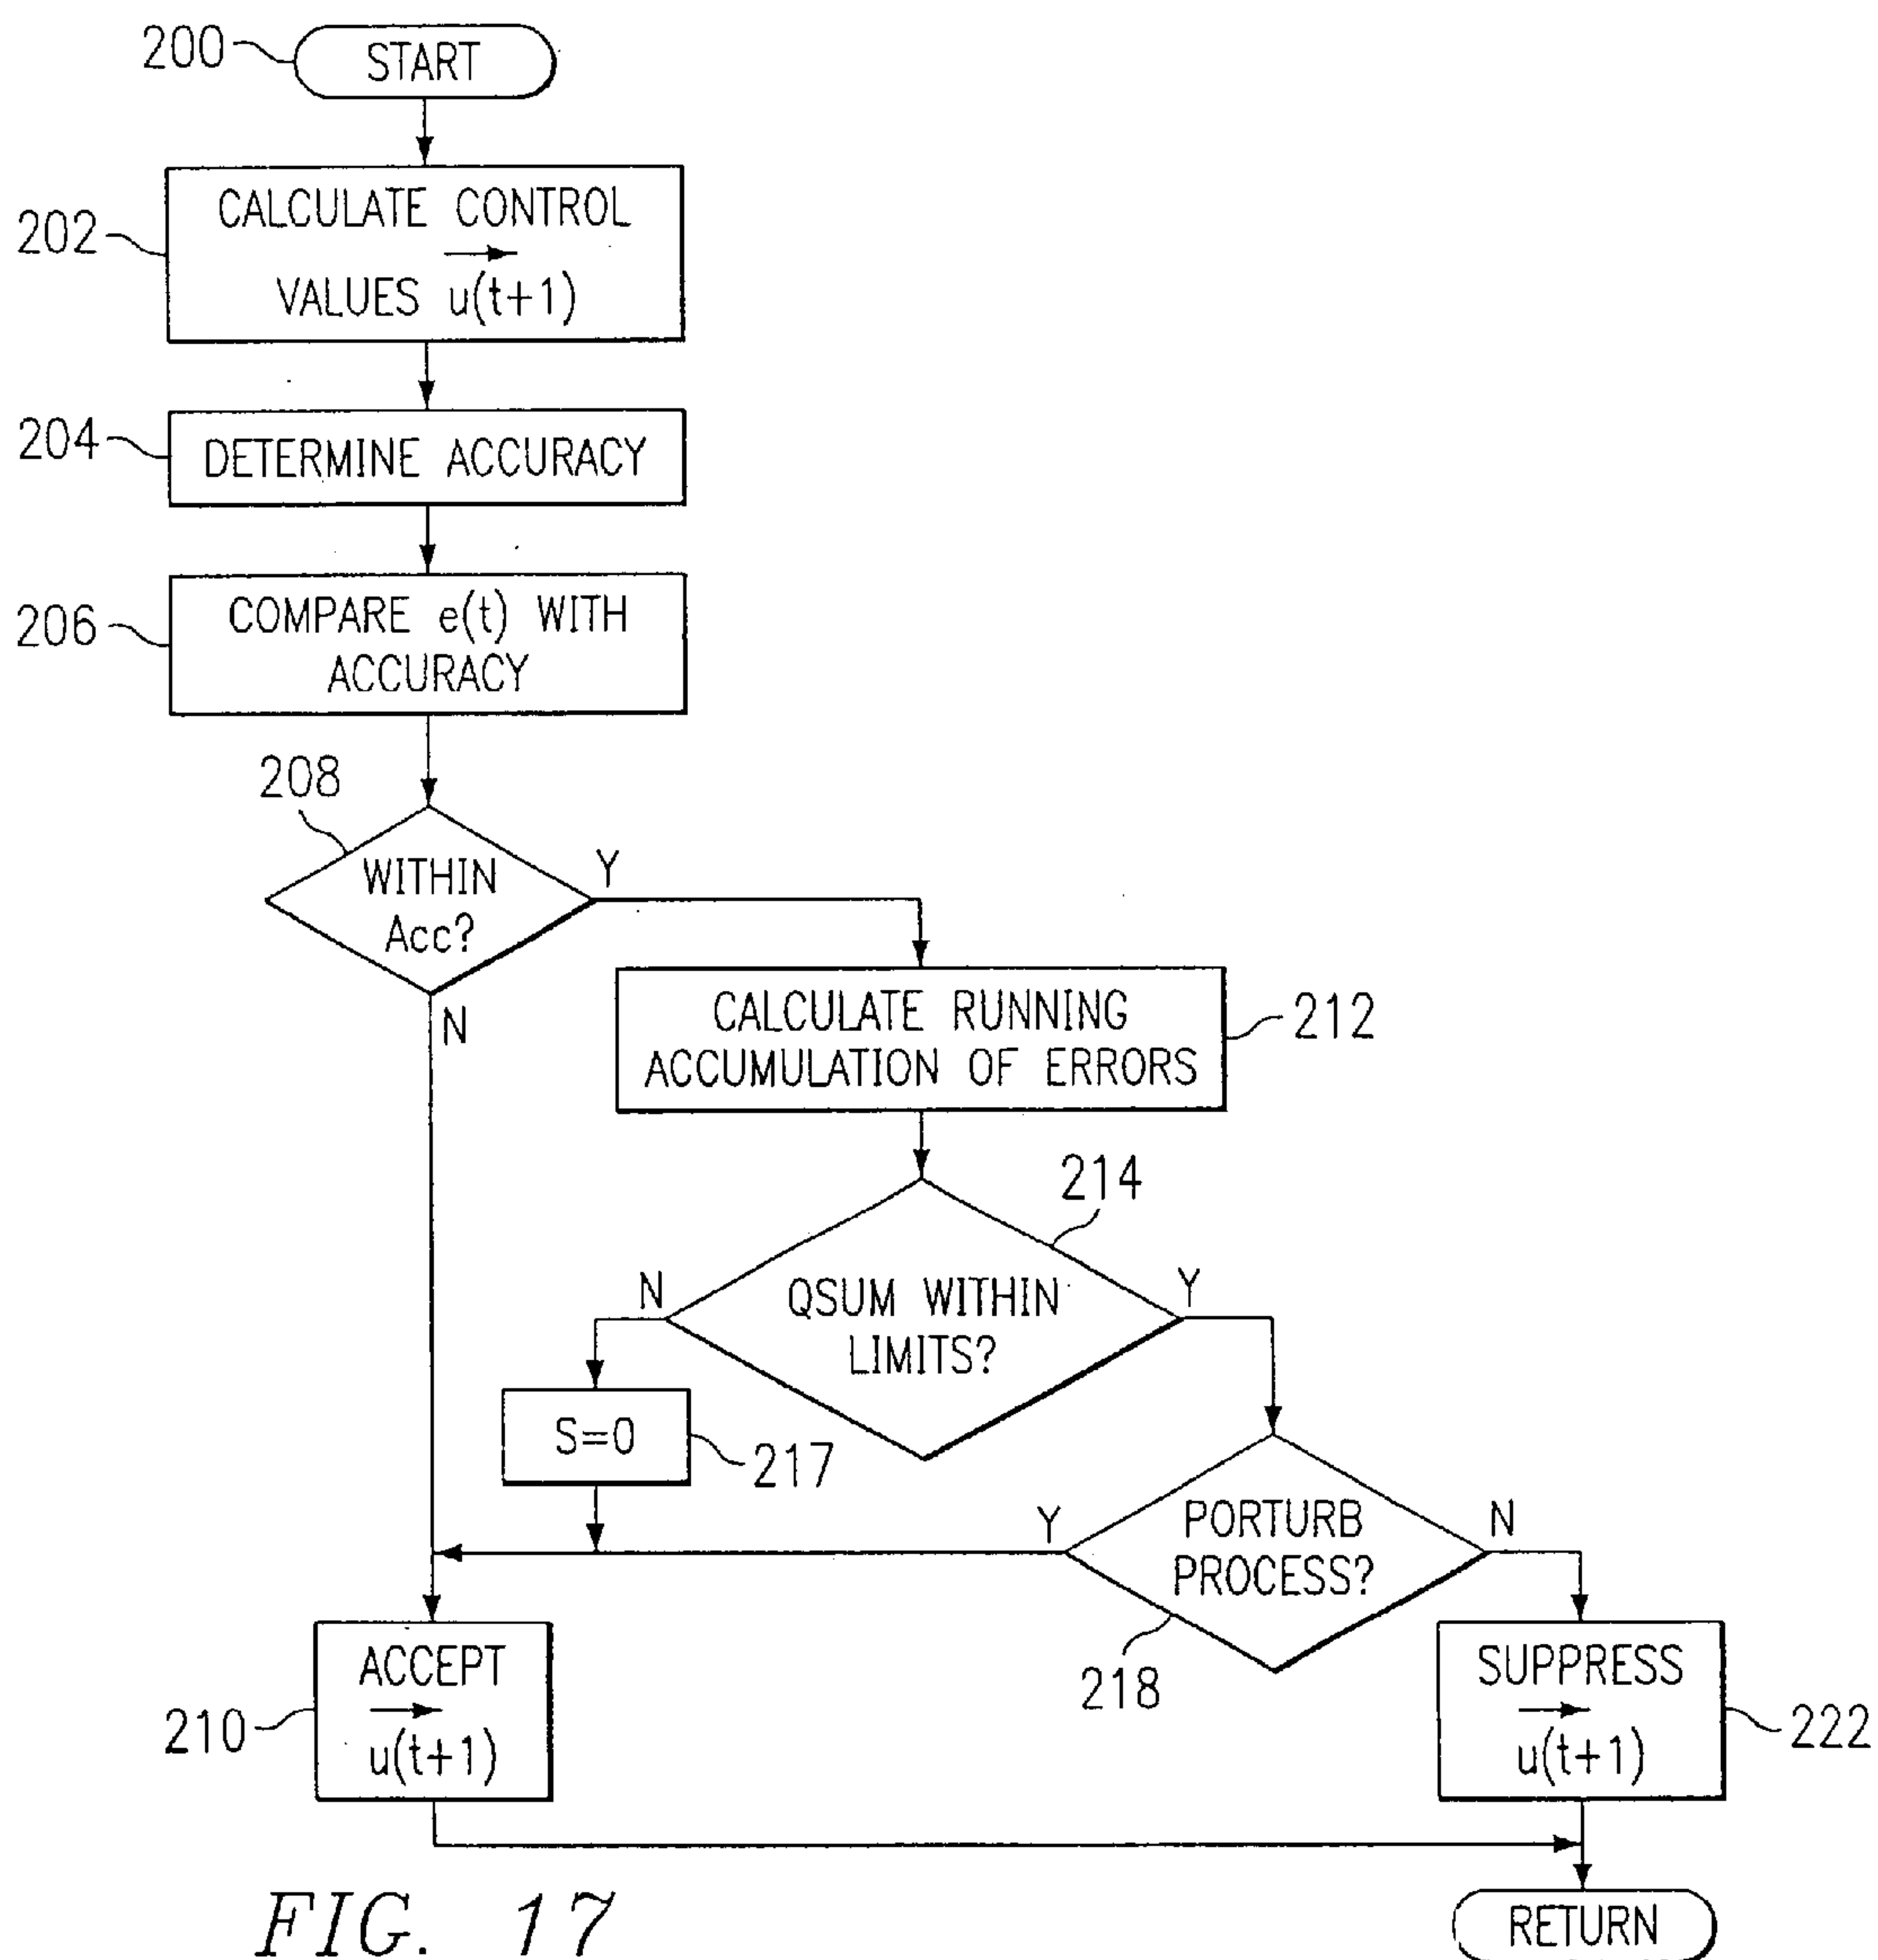 200
START
202
CALCULATE CONTROL
VALUES u(t+1)
204
DETERMINE ACCURACY
206
COMPARE e(t) WITH
ACCURACY
208
WITHIN
Acc?
Y
N
CALCULATE RUNNING
ACCUMULATION OF ERRORS
212
214
QSUM WITHIN
LIMITS?
N
Y
S=0
217
PORTURB
PROCESS?
Y
N
218
ACCEPT
u(t+1)
210
SUPPRESS
u(t+1)
222
RETURN
FIG. 17